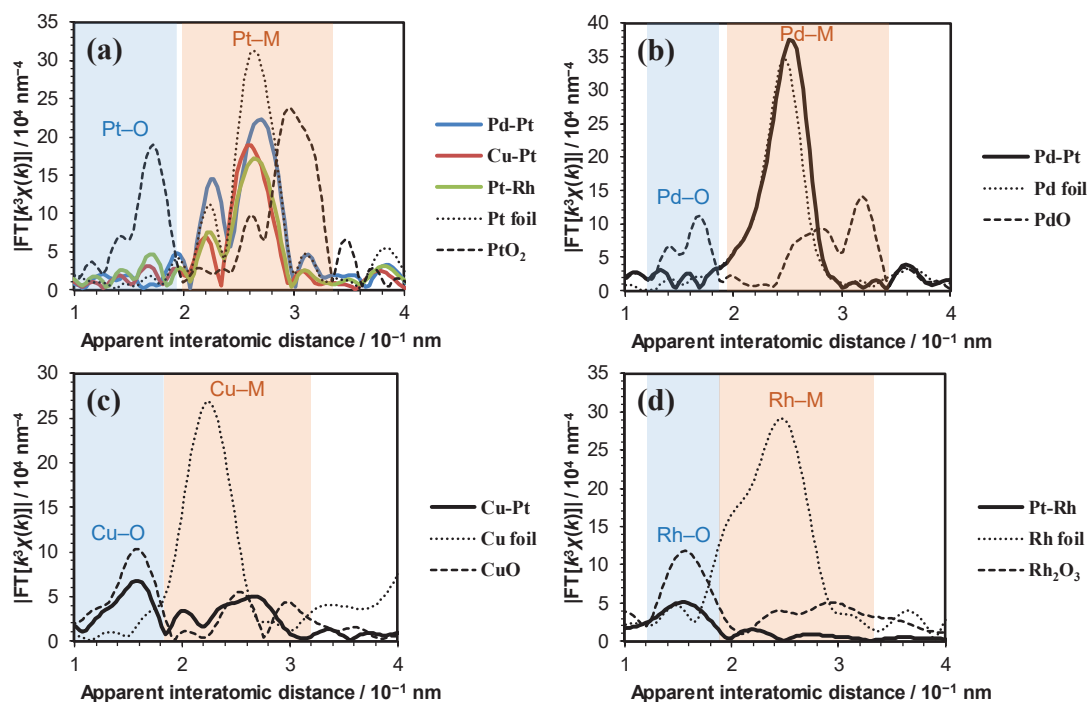 (a)
Pt–M
Pt–O
35
30
25
20
15
10
5
0
1 2 3 4
|FT[k³χ(k)]| / 10⁴ nm⁻⁴
Apparent interatomic distance / 10⁻¹ nm
Pd-Pt
Cu-Pt
Pt-Rh
Pt foil
PtO₂
(b)
Pd–M
Pd–O
40
35
30
25
20
15
10
5
0
1 2 3 4
|FT[k³χ(k)]| / 10⁴ nm⁻⁴
Apparent interatomic distance / 10⁻¹ nm
Pd-Pt
Pd foil
PdO
(c)
Cu–M
Cu–O
30
25
20
15
10
5
0
1 2 3 4
|FT[k³χ(k)]| / 10⁴ nm⁻⁴
Apparent interatomic distance / 10⁻¹ nm
Cu-Pt
Cu foil
CuO
(d)
Rh–M
Rh–O
35
30
25
20
15
10
5
0
1 2 3 4
|FT[k³χ(k)]| / 10⁴ nm⁻⁴
Apparent interatomic distance / 10⁻¹ nm
Pt-Rh
Rh foil
Rh₂O₃